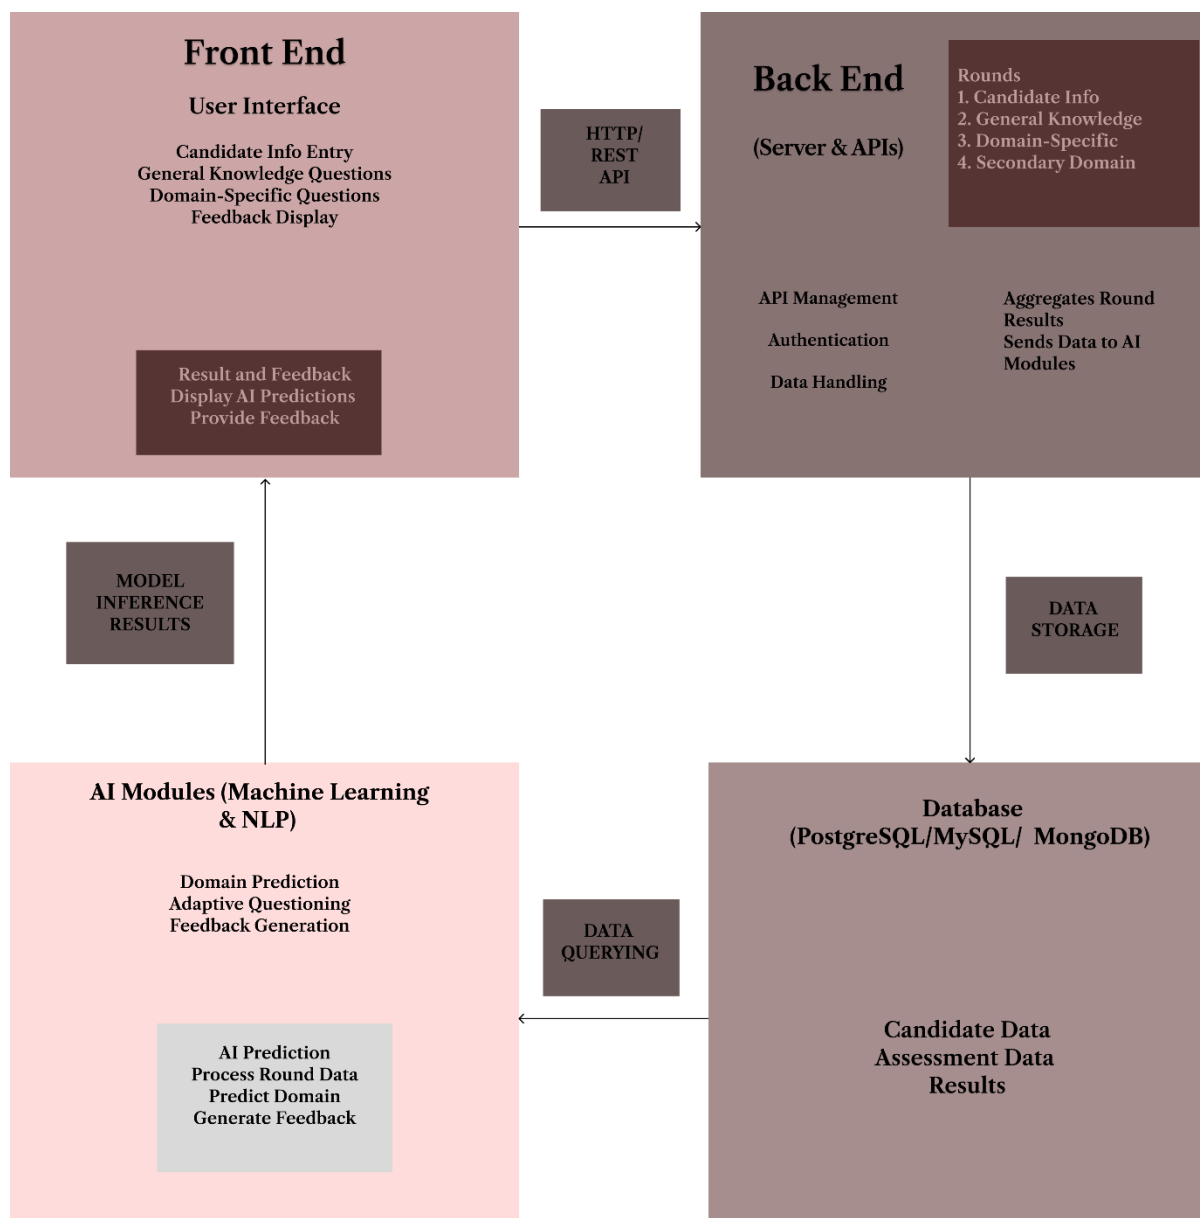 Front End
User Interface
Candidate Info Entry
General Knowledge Questions
Domain-Specific Questions
Feedback Display
Result and Feedback
Display AI Predictions
Provide Feedback
HTTP/
REST
API
Back End
(Server & APIs)
Rounds
1. Candidate Info
2. General Knowledge
3. Domain-Specific
4. Secondary Domain
API Management
Authentication
Data Handling
Aggregates Round
Results
Sends Data to AI
Modules
MODEL
INFERENCE
RESULTS
DATA
STORAGE
AI Modules (Machine Learning
& NLP)
Domain Prediction
Adaptive Questioning
Feedback Generation
AI Prediction
Process Round Data
Predict Domain
Generate Feedback
DATA
QUERYING
Database
(PostgreSQL/MySQL/ MongoDB)
Candidate Data
Assessment Data
Results